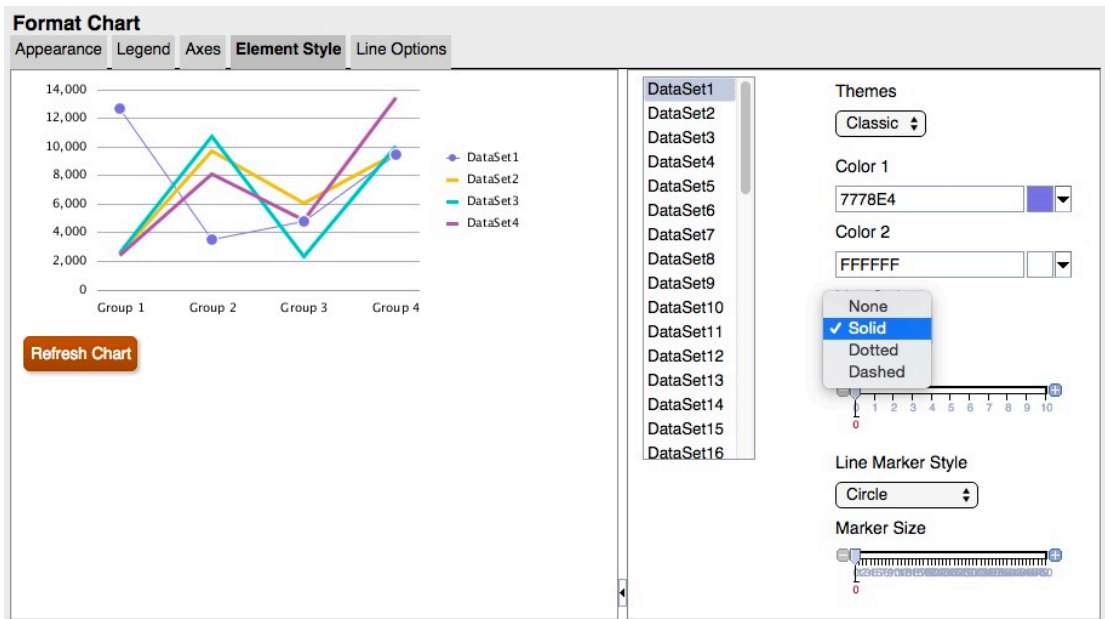 Format Chart
Appearance Legend Axes Element Style Line Options
14,000
12,000
10,000
8,000
6,000
4,000
2,000
0
Group 1 Group 2 Group 3 Group 4
DataSet1
DataSet2
DataSet3
DataSet4
Refresh Chart
DataSet1
DataSet2
DataSet3
DataSet4
DataSet5
DataSet6
DataSet7
DataSet8
DataSet9
DataSet10
DataSet11
DataSet12
DataSet13
DataSet14
DataSet15
DataSet16
Themes
Classic
Color 1
7778E4
Color 2
FFFFFF
None
✓ Solid
Dotted
Dashed
0 1 2 3 4 5 6 7 8 9 10
0
Line Marker Style
Circle
Marker Size
0